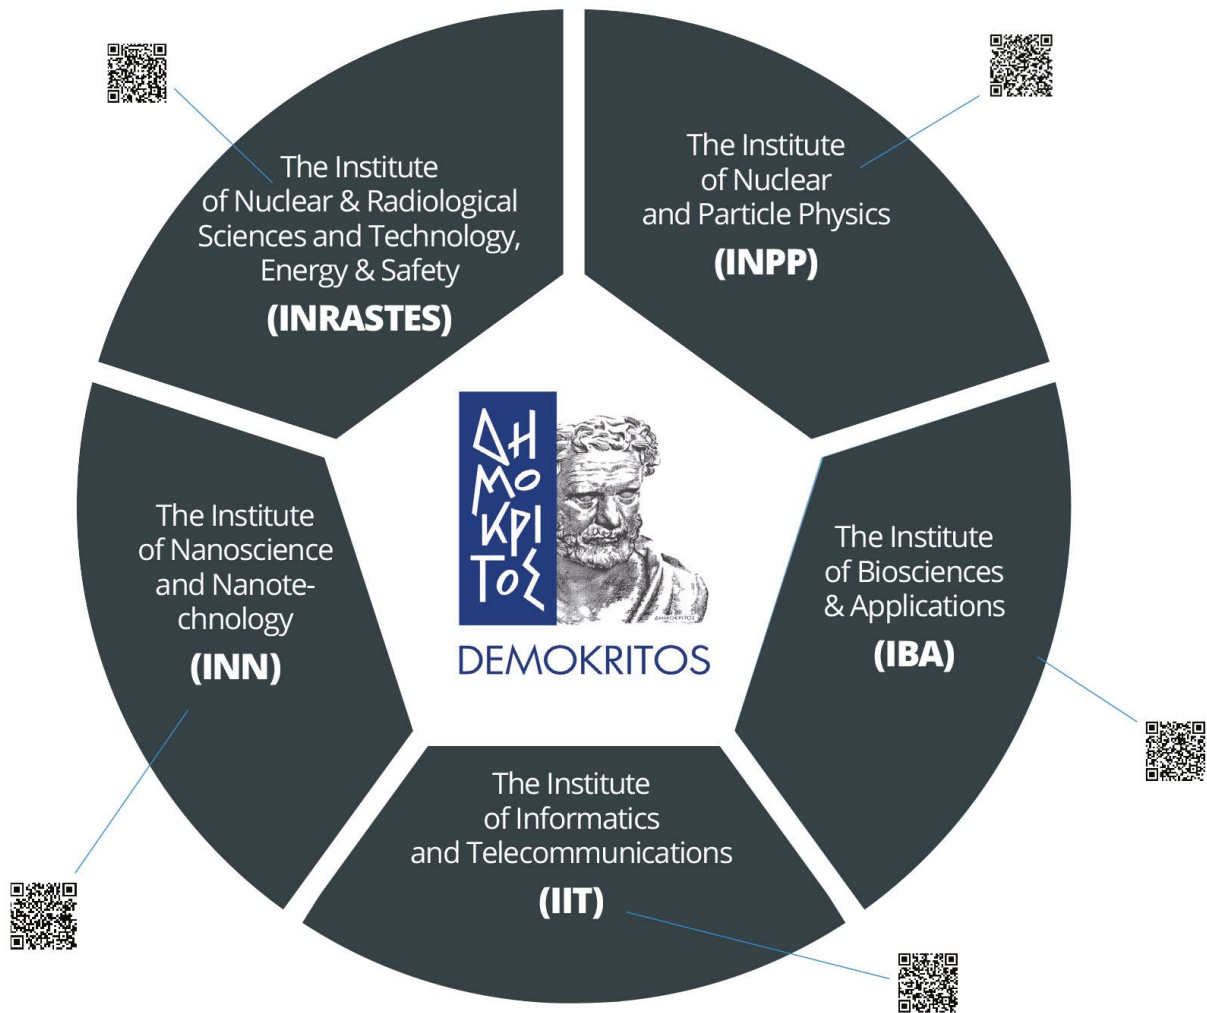 The Institute
of Nuclear & Radiological
Sciences and Technology,
Energy & Safety
(INRASTES)
The Institute
of Nuclear
and Particle Physics
(INPP)
The Institute
of Nanoscience
and Nanote-
chnology
(INN)
ΔΗ
ΜΟ
ΚΡΙ
ΤΟΣ
ΔΗΜΟΚΡΙΤΟΣ
DEMOKRITOS
The Institute
of Biosciences
& Applications
(IBA)
The Institute
of Informatics
and Telecommunications
(IIT)